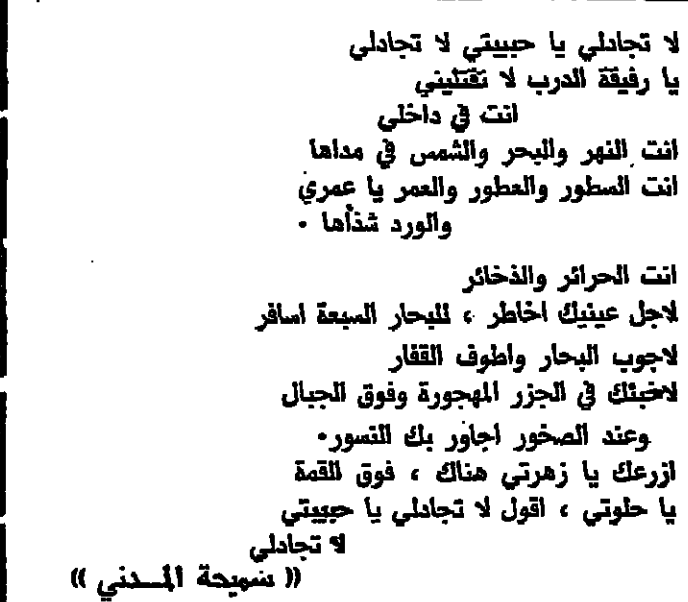 لا تجادلي يا حبيبتي لا تجادلي
يا رفيقة الدرب لا تقتليني
انت في داخلي
انت النهر والبحر والشمس في مداها
انت السطور والعطور والعمر يا عمري
والورد شذأها .
انت الحرائر والذخائر
لاجل عينيك اخاطر ، للبحار السبعة اسافر
لاجوب البحار واطوف القفار
لاخبئك في الجزر المهجورة وفوق الجبال
وعند الصخور اجاور بك النسور.
ازرعك يا زهرتي هناك ، فوق القمة
يا حلوتي ، اقول لا تجادلي يا حبيبتي
لا تجادلي
(( سميحة المـدني ))